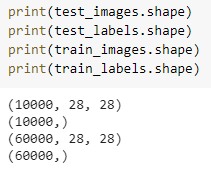 print(test_images.shape)
print(test_labels.shape)
print(train_images.shape)
print(train_labels.shape)
(10000, 28, 28)
(10000,)
(60000, 28, 28)
(60000,)